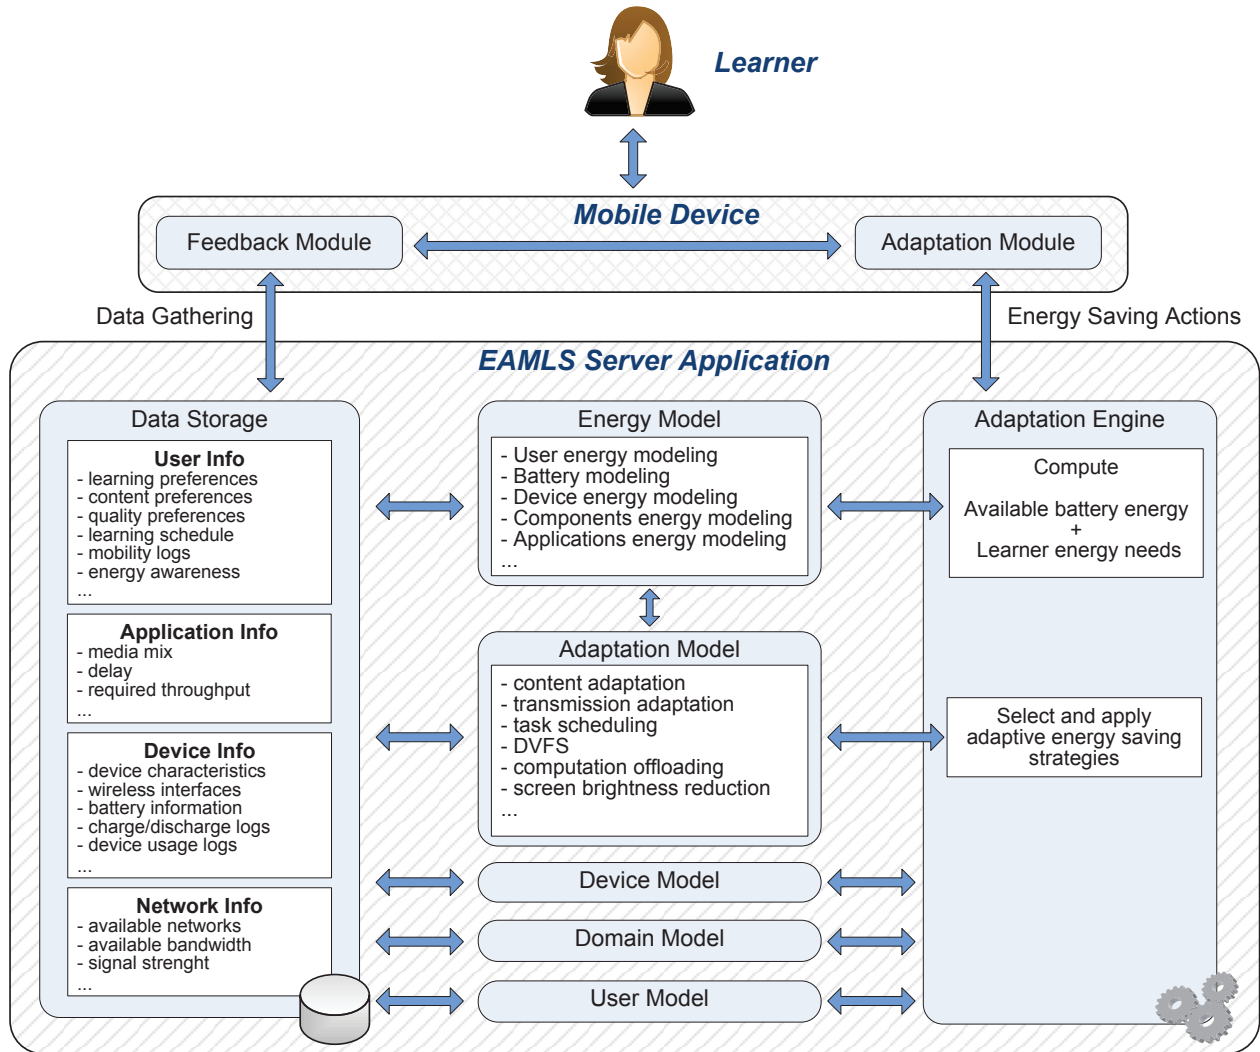 Learner
Mobile Device
Feedback Module
Adaptation Module
Data Gathering
Energy Saving Actions
EAMLS Server Application
Data Storage
User Info
- learning preferences
- content preferences
- quality preferences
- learning schedule
- mobility logs
- energy awareness
...
Application Info
- media mix
- delay
- required throughput
...
Device Info
- device characteristics
- wireless interfaces
- battery information
- charge/discharge logs
- device usage logs
...
Network Info
- available networks
- available bandwidth
- signal strenght
...
Energy Model
- User energy modeling
- Battery modeling
- Device energy modeling
- Components energy modeling
- Applications energy modeling
...
Adaptation Model
- content adaptation
- transmission adaptation
- task scheduling
- DVFS
- computation offloading
- screen brightness reduction
...
Device Model
Domain Model
User Model
Adaptation Engine
Compute
Available battery energy
+
Learner energy needs
Select and apply
adaptive energy saving
strategies